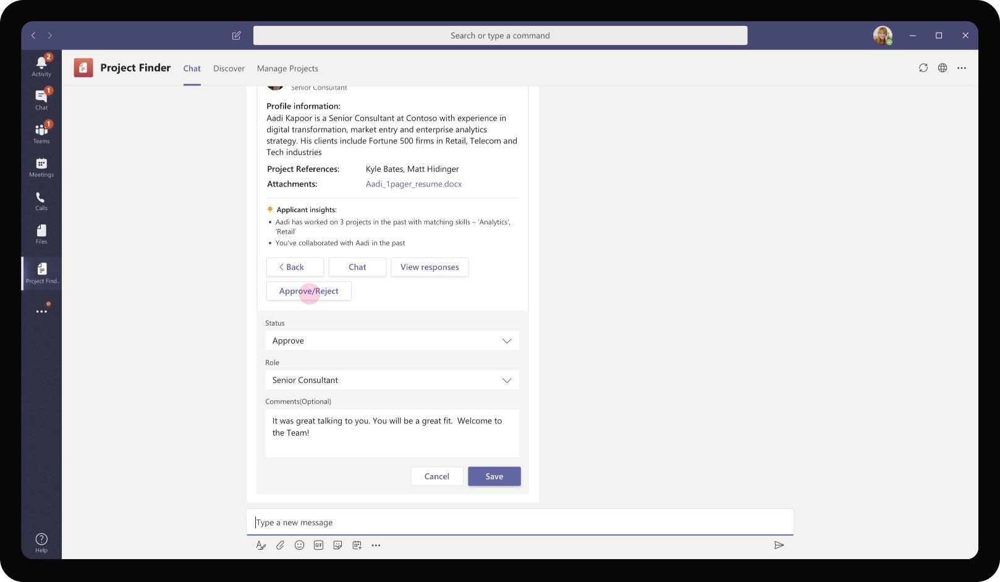 Search or type a command
2
Activity
1
Chat
1
Teams
Meetings
Calls
Files
Project Find..
Help
Project Finder
Chat
Discover
Manage Projects
Senior Consultant
Profile information:
Aadi Kapoor is a Senior Consultant at Contoso with experience in
digital transformation, market entry and enterprise analytics
strategy. His clients include Fortune 500 firms in Retail, Telecom and
Tech industries
Project References: Kyle Bates, Matt Hidinger
Attachments: Aadi_1pager_resume.docx
Applicant insights:
• Aadi has worked on 3 projects in the past with matching skills – ‘Analytics’,
‘Retail’
• You've collaborated with Aadi in the past
Back
Chat
View responses
Approve/Reject
Status
Approve
Role
Senior Consultant
Comments(Optional)
It was great talking to you. You will be a great fit.  Welcome to
the Team!
Cancel
Save
Type a new message
GIF